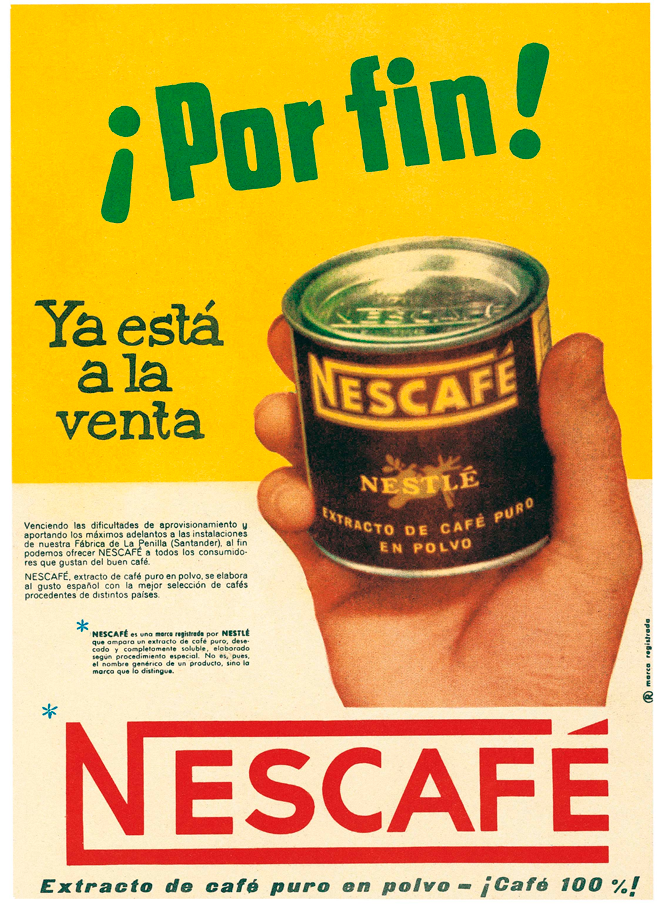 ¡Por fin!
Ya está
a la
venta
NESCAFÉ
NESCAFÉ
NESTLÉ
EXTRACTO DE CAFÉ PURO
EN POLVO
Venciendo las dificultades de aprovisionamiento y
aportando los máximos adelantos a las instalaciones
de nuestra Fábrica de La Penilla (Santander), al fin
podemos ofrecer NESCAFÉ a todos los consumido-
res que gustan del buen café.
NESCAFÉ, extracto de café puro en polvo, se elabora
al gusto español con la mejor selección de cafés
procedentes de distintos países.
* NESCAFÉ es una marca registrada por NESTLÉ
que ampara un extracto de café puro, dese-
cado y completamente soluble, elaborado
según procedimiento especial. No es, pues,
el nombre genérico de un producto, sino la
marca que lo distingue.
® marca registrada
* NESCAFÉ
Extracto de café puro en polvo = ¡Café 100 %!